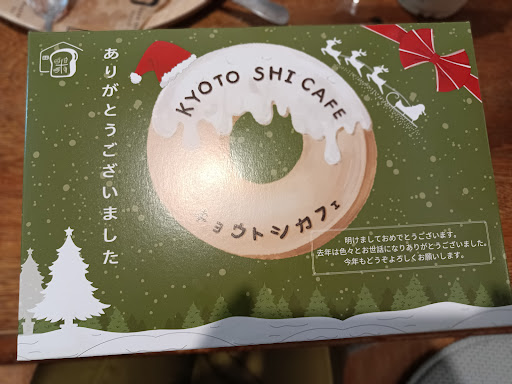 ありがとうございました
KYOTO SHI CAFE
キョウトシカフェ
明けましておめでとうございます。
去年は色々とお世話になりありがとうございました。
今年もどうぞよろしくお願いします。